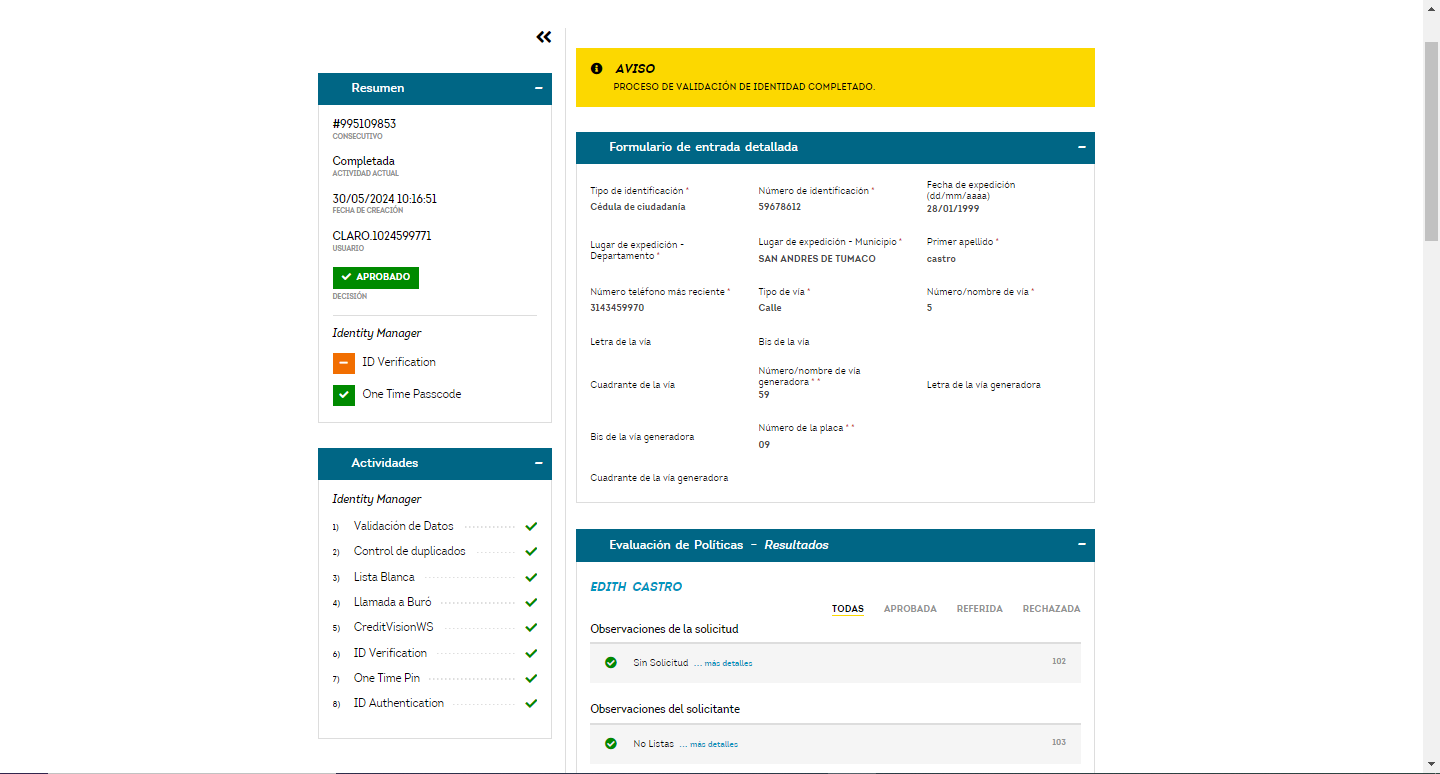 Resumen
#995109853
CONSECUTIVO
Completada
ACTIVIDAD ACTUAL
30/05/2024 10:16:51
FECHA DE CREACIÓN
CLARO.1024599771
USUARIO
APROBADO
DECISIÓN
Identity Manager
ID Verification
One Time Passcode
Actividades
Identity Manager
1) Validación de Datos
2) Control de duplicados
3) Lista Blanca
4) Llamada a Buró
5) CreditVisionWS
6) ID Verification
7) One Time Pin
8) ID Authentication
AVISO
PROCESO DE VALIDACIÓN DE IDENTIDAD COMPLETADO.
Formulario de entrada detallada
Tipo de identificación *
Cédula de ciudadanía
Número de identificación *
59678612
Fecha de expedición
(dd/mm/aaaa)
28/01/1999
Lugar de expedición -
Departamento *
Lugar de expedición - Municipio *
SAN ANDRES DE TUMACO
Primer apellido *
castro
Número teléfono más reciente *
3143459970
Tipo de vía *
Calle
Número/nombre de vía *
5
Letra de la vía
Bis de la vía
Cuadrante de la vía
Número/nombre de vía
generadora * *
59
Letra de la vía generadora
Bis de la vía generadora
Número de la placa * *
09
Cuadrante de la vía generadora
Evaluación de Políticas - Resultados
EDITH CASTRO
TODAS APROBADA REFERIDA RECHAZADA
Observaciones de la solicitud
Sin Solicitud ... más detalles 102
Observaciones del solicitante
No Listas ... más detalles 103